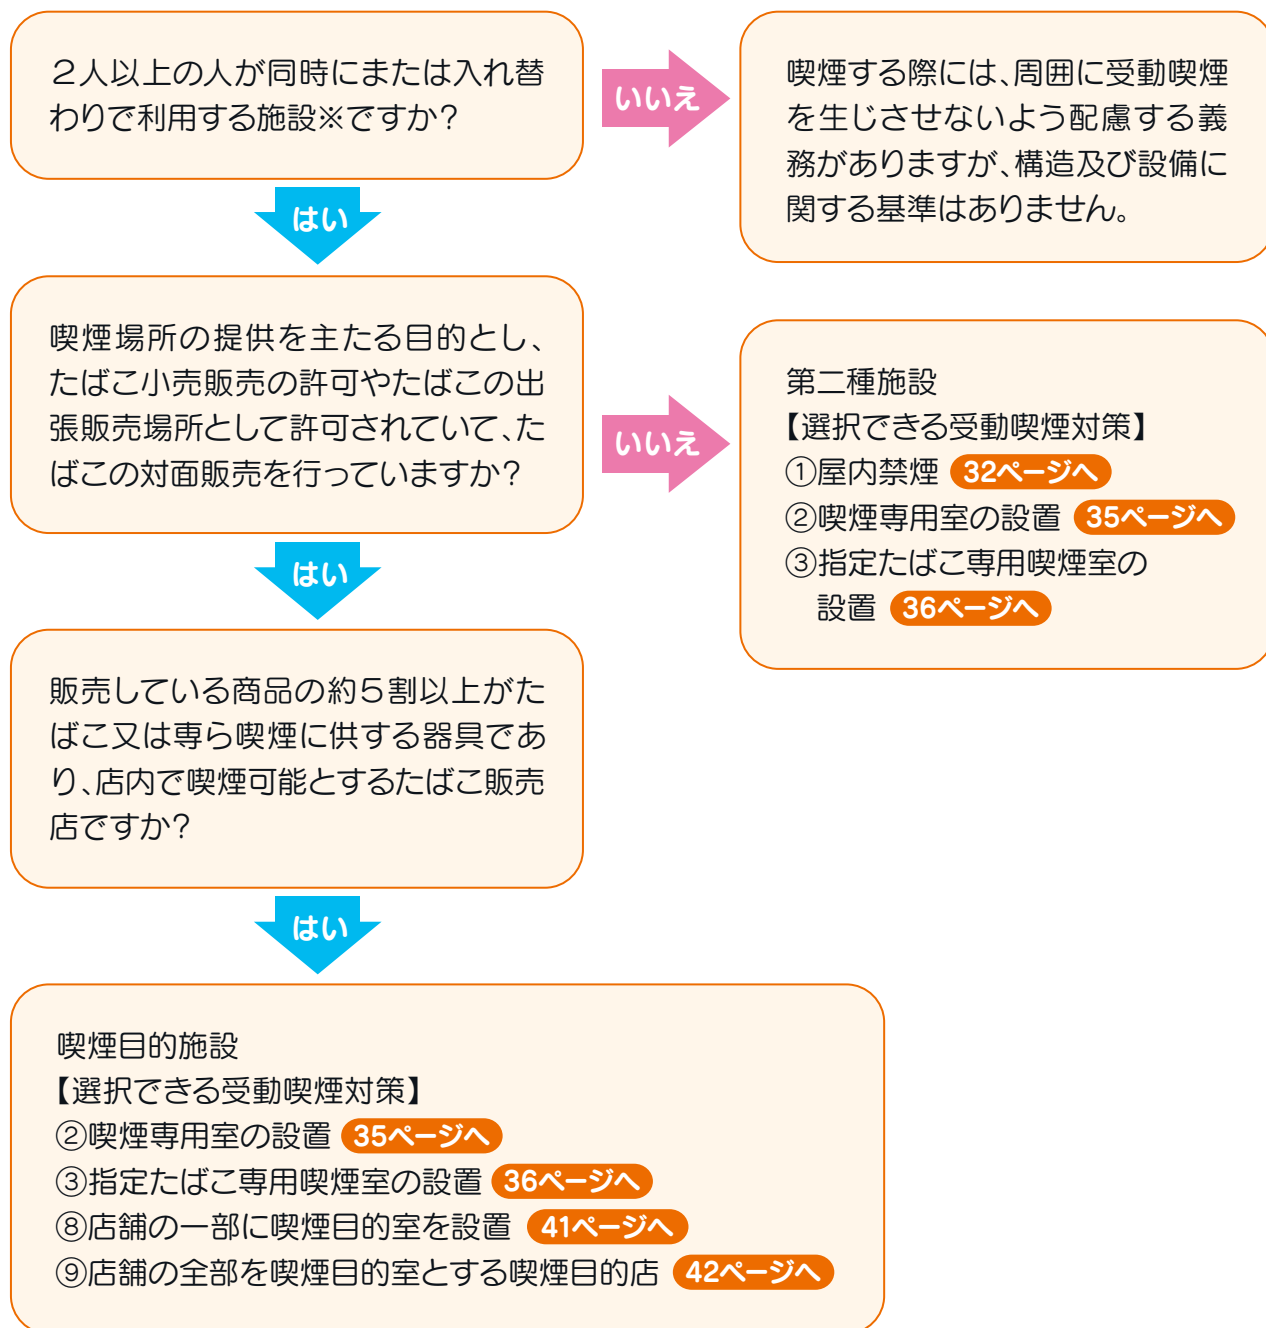 ２人以上の人が同時にまたは入れ替
わりで利用する施設※ですか？
いいえ
喫煙する際には、周囲に受動喫煙
を生じさせないよう配慮する義
務がありますが、構造及び設備に
関する基準はありません。
はい
喫煙場所の提供を主たる目的とし、
たばこ小売販売の許可やたばこの出
張販売場所として許可されていて、た
ばこの対面販売を行っていますか？
いいえ
第二種施設
【選択できる受動喫煙対策】
①屋内禁煙 32ページへ
②喫煙専用室の設置 35ページへ
③指定たばこ専用喫煙室の
設置 36ページへ
はい
販売している商品の約５割以上がた
ばこ又は専ら喫煙に供する器具であ
り、店内で喫煙可能とするたばこ販売
店ですか？
はい
喫煙目的施設
【選択できる受動喫煙対策】
②喫煙専用室の設置 35ページへ
③指定たばこ専用喫煙室の設置 36ページへ
⑧店舗の一部に喫煙目的室を設置 41ページへ
⑨店舗の全部を喫煙目的室とする喫煙目的店 42ページへ